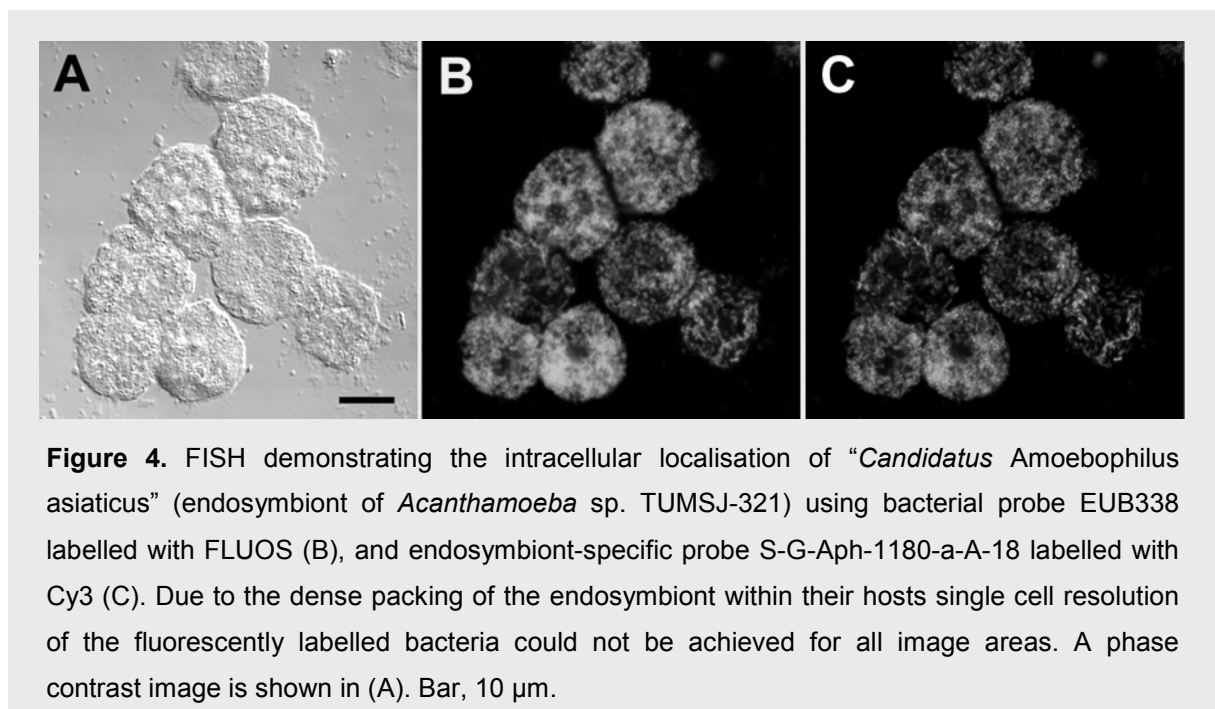 A B C
Figure 4. FISH demonstrating the intracellular localisation of “Candidatus Amoebophilus
asiaticus” (endosymbiont of Acanthamoeba sp. TUMSJ-321) using bacterial probe EUB338
labelled with FLUOS (B), and endosymbiont-specific probe S-G-Aph-1180-a-A-18 labelled with
Cy3 (C). Due to the dense packing of the endosymbiont within their hosts single cell resolution
of the fluorescently labelled bacteria could not be achieved for all image areas. A phase
contrast image is shown in (A). Bar, 10 µm.